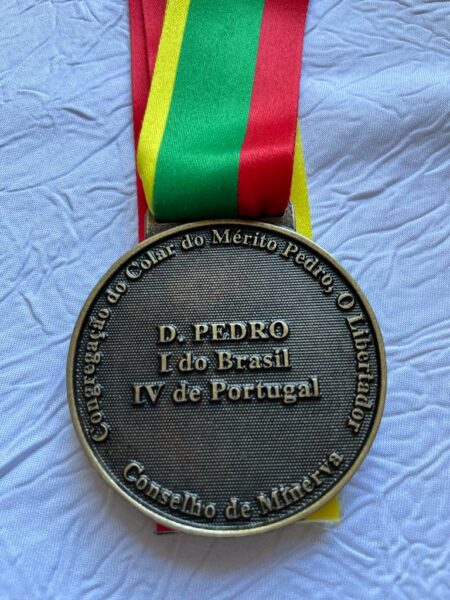 Congregação do Colar do Mérito Pedro, O Libertador
D. PEDRO
I do Brasil
IV de Portugal
Conselho de Minerva